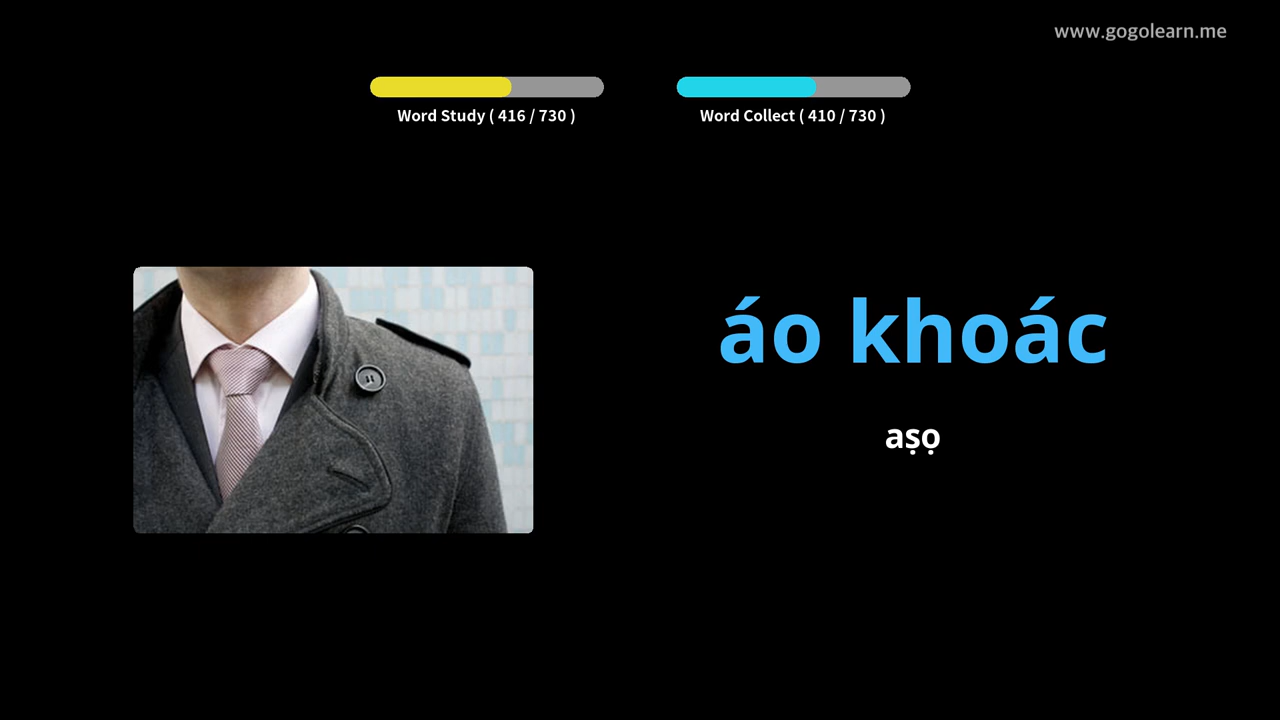 www.gogolearn.me
Word Study ( 416 / 730 )
Word Collect ( 410 / 730 )
áo khoác
aṣọ